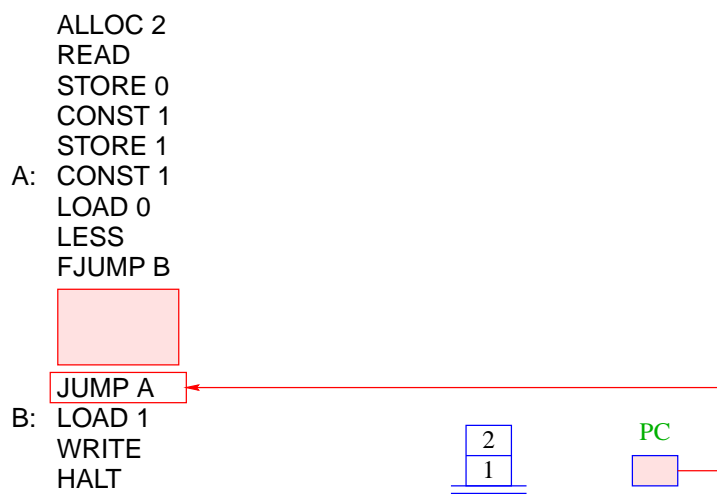 ALLOC 2
READ
STORE 0
CONST 1
STORE 1
A: CONST 1
LOAD 0
LESS
FJUMP B
JUMP A
B: LOAD 1
WRITE
HALT
2
1
PC